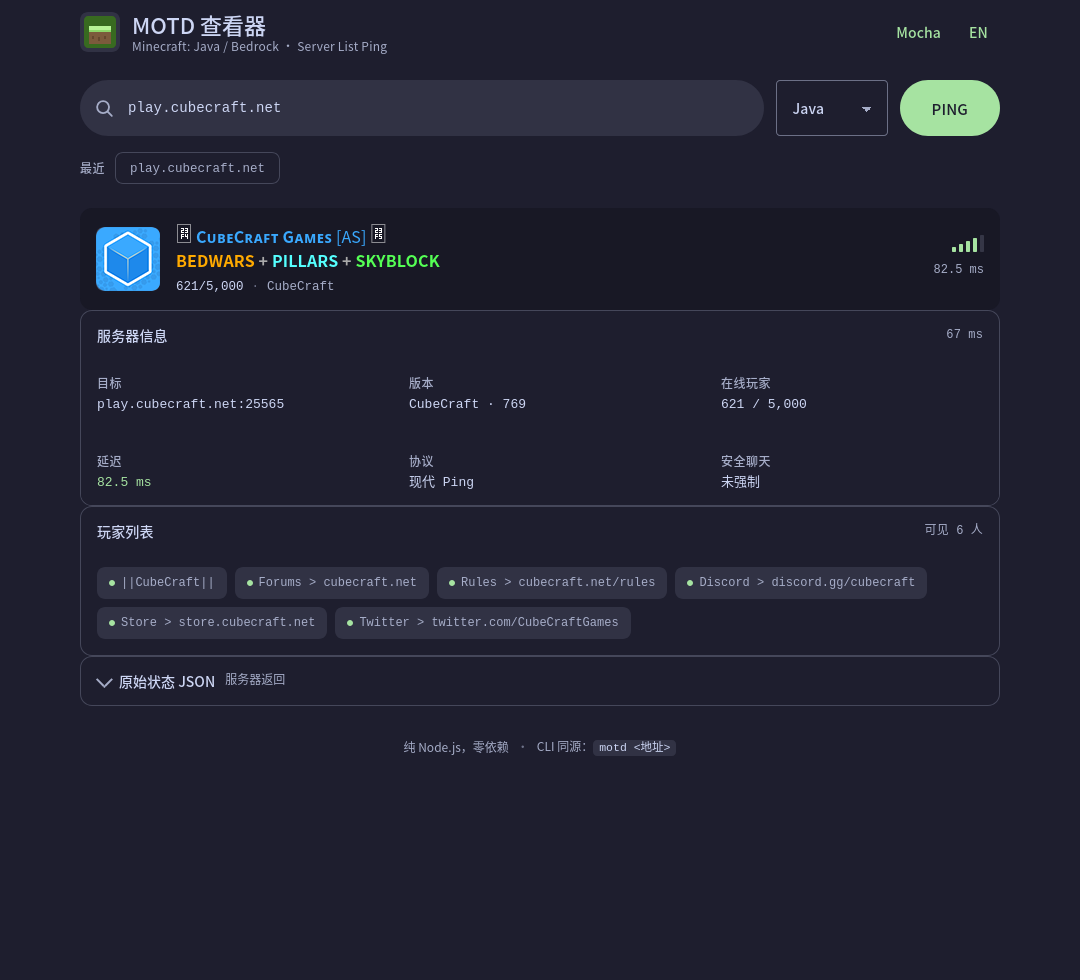 MOTD 查看器
Minecraft: Java / Bedrock · Server List Ping
Mocha EN
play.cubecraft.net
Java
PING
最近 play.cubecraft.net
CᴜʙᴇCʀᴀꜰᴛ Gᴀᴍᴇs [AS]
BEDWARS + PILLARS + SKYBLOCK
621/5,000 · CubeCraft
82.5 ms
服务器信息 67 ms
目标 版本 在线玩家
play.cubecraft.net:25565 CubeCraft · 769 621 / 5,000
延迟 协议 安全聊天
82.5 ms 现代 Ping 未强制
玩家列表 可见 6 人
||CubeCraft|| Forums > cubecraft.net Rules > cubecraft.net/rules Discord > discord.gg/cubecraft
Store > store.cubecraft.net Twitter > twitter.com/CubeCraftGames
原始状态 JSON 服务器返回
纯 Node.js，零依赖 · CLI 同源：motd <地址>